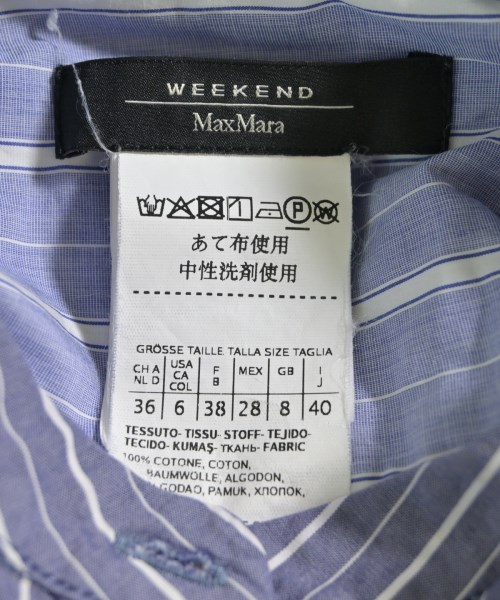 WEEKEND
MaxMara
P
あて布使用
中性洗剤使用
GRÖSSE TAILLE TALLA SIZE TAGLIA
CH A NL D USA CA COL F B MEX GB I J
36 6 38 28 8 40
TESSUTO- TISSU- STOFF- TEJIDO-
TECIDO- KUMAŞ- ТКАНЬ- FABRIC
100% COTONE, COTON,
BAUMWOLLE, ALGODON,
ALGODAO, PAMUK, ХЛОПОК,